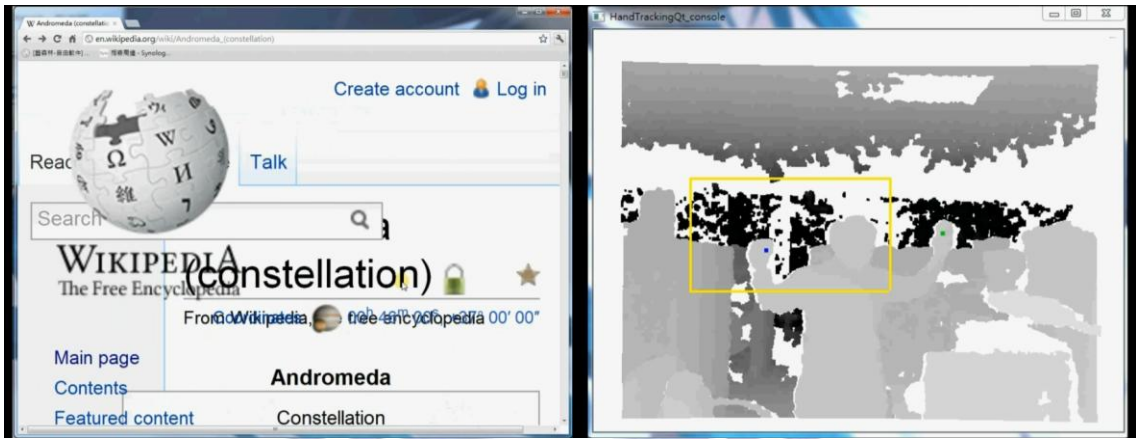 Andromeda (constellatio
HandTrackingQt_console
en.wikipedia.org/wiki/Andromeda_(constellation)
Create account Log in
Read Talk
Search
WIKIPEDIA
The Free Encyclopedia
(constellation)
From Wikipedia, free encyclopedia 00′ 00″
Main page
Andromeda
Contents
Featured content
Constellation